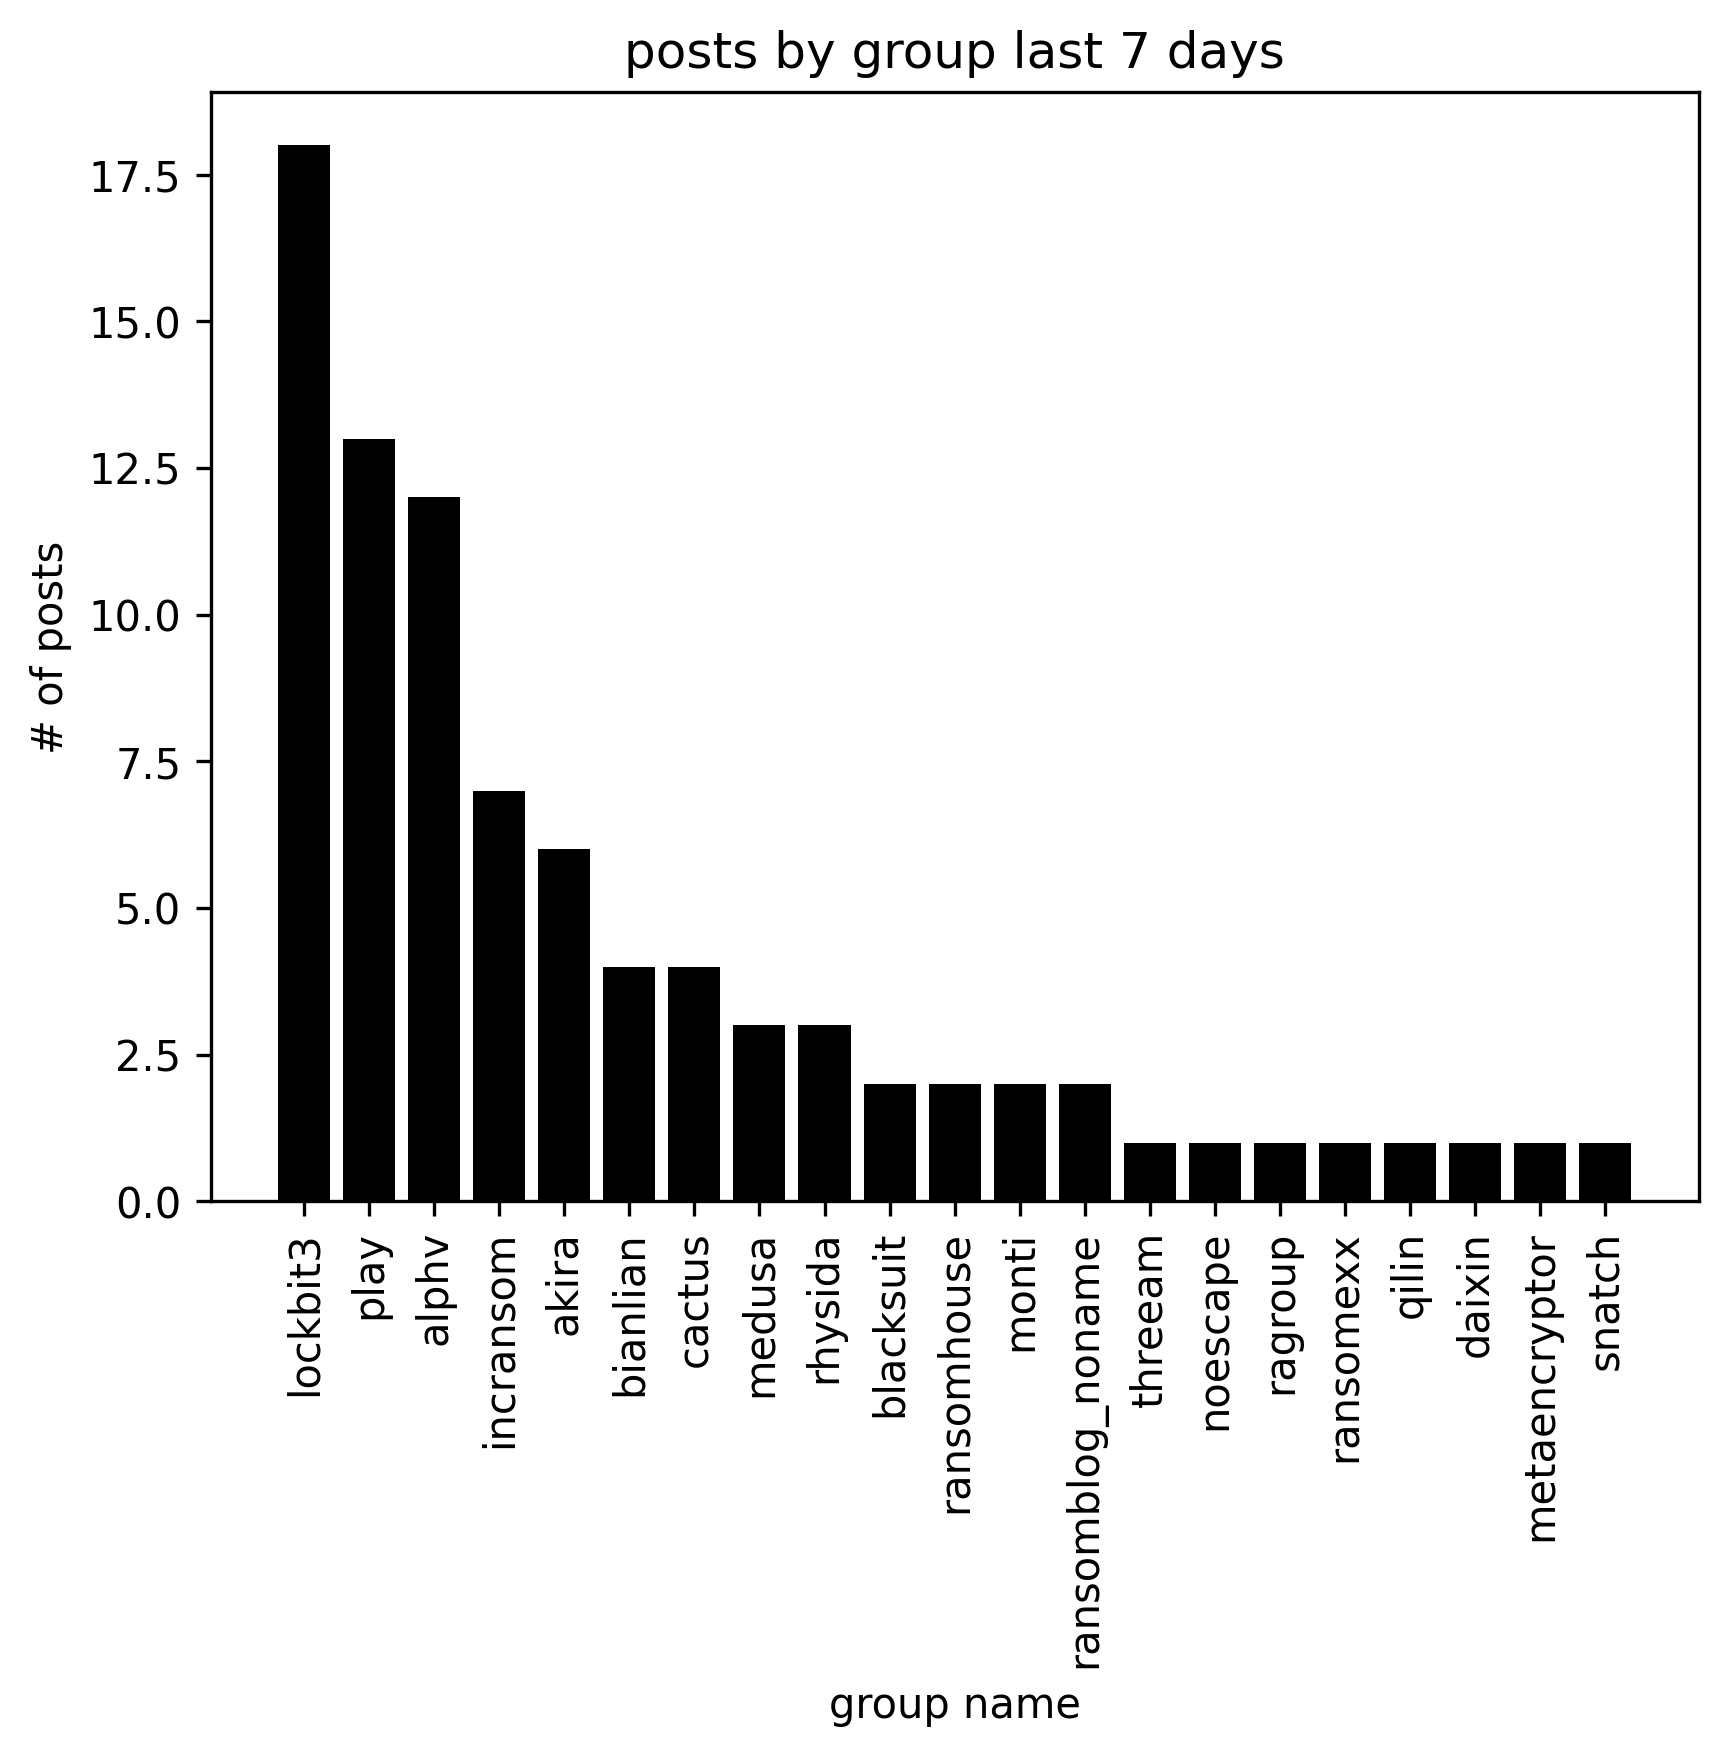 posts by group last 7 days
# of posts
17.5
15.0
12.5
10.0
7.5
5.0
2.5
0.0
lockbit3
play
alphv
incransom
akira
bianlian
cactus
medusa
rhysida
blacksuit
ransomhouse
monti
ransomblog_noname
threeam
noescape
ragroup
ransomexx
qilin
daixin
metaencryptor
snatch
group name